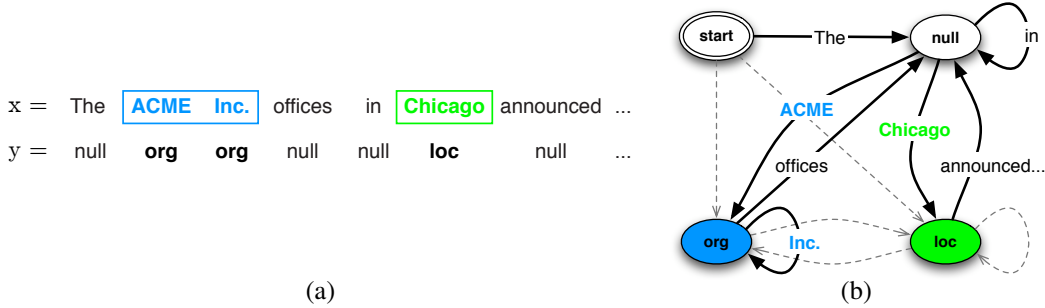 x = The ACME Inc. offices in Chicago announced ...
y = null org org null null loc null ...
(a)
start The null in
ACME
Chicago
offices announced...
org Inc. loc
(b)